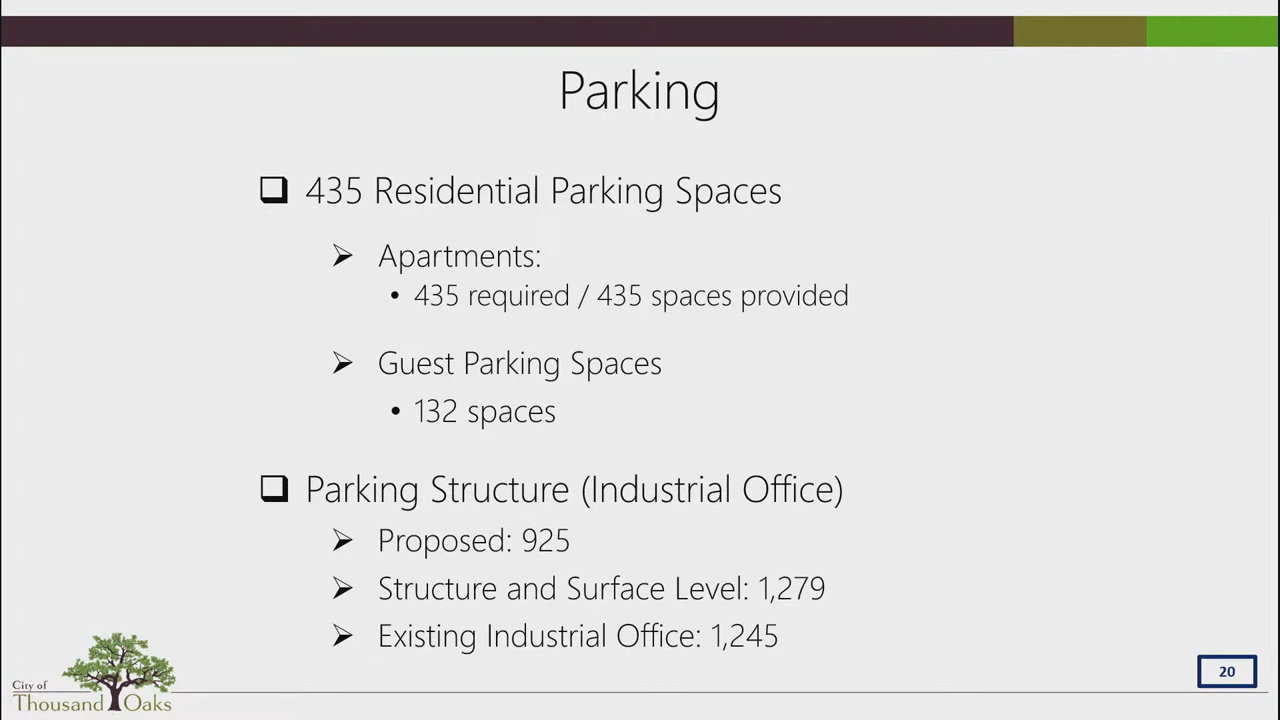 Parking
435 Residential Parking Spaces
Apartments:
• 435 required / 435 spaces provided
Guest Parking Spaces
• 132 spaces
Parking Structure (Industrial Office)
Proposed: 925
Structure and Surface Level: 1,279
Existing Industrial Office: 1,245
City of
Thousand Oaks
20